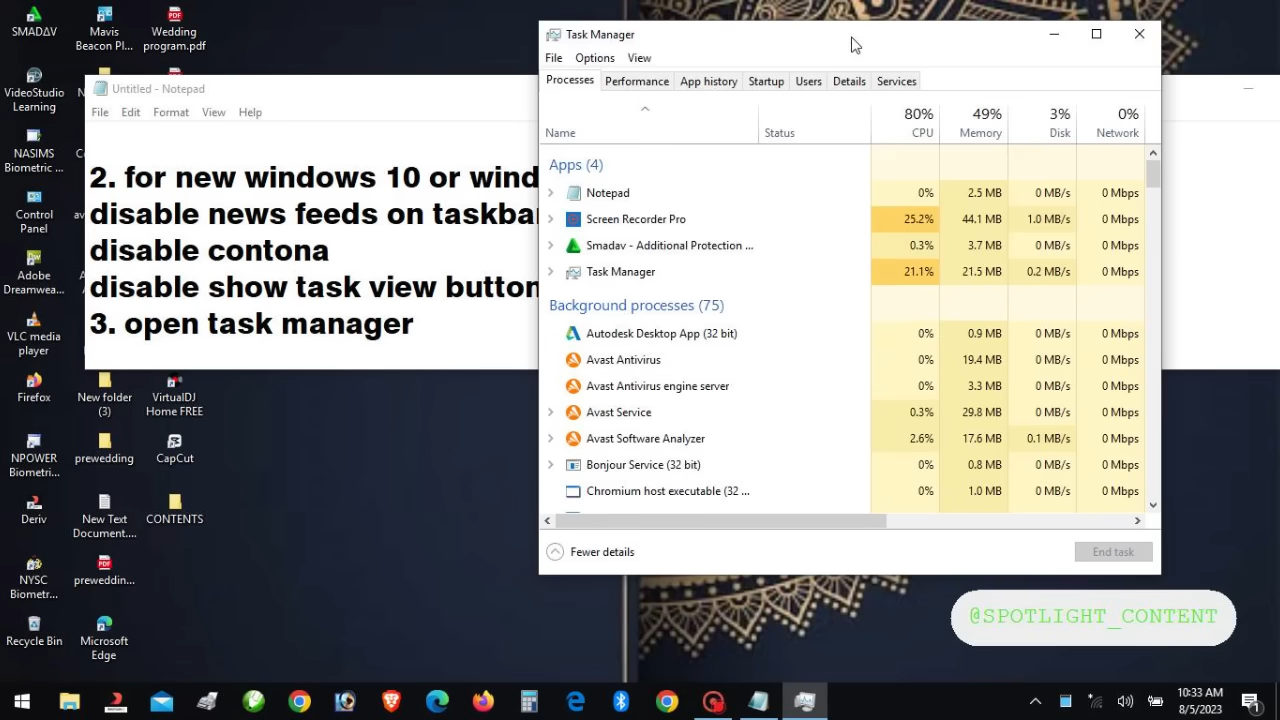 SMADΔV
Mavis
Beacon Pl...
Wedding
program.pdf
VideoStudio
Learning
NASIMS
Biometric ...
Control
Panel
Adobe
Dreamwea...
VLC media
player
Firefox
New folder
(3)
VirtualDJ
Home FREE
NPOWER
Biometri...
prewedding
CapCut
Deriv
New Text
Document....
CONTENTS
NYSC
Biometr...
preweddin...
Recycle Bin
Microsoft
Edge
Untitled - Notepad
File Edit Format View Help
2. for new windows 10 or wind
disable news feeds on taskba
disable contona
disable show task view button
3. open task manager
Task Manager
File Options View
Processes Performance App history Startup Users Details Services
80% 49% 3% 0%
Name Status CPU Memory Disk Network
Apps (4)
Notepad 0% 2.5 MB 0 MB/s 0 Mbps
Screen Recorder Pro 25.2% 44.1 MB 1.0 MB/s 0 Mbps
Smadav - Additional Protection ... 0.3% 3.7 MB 0 MB/s 0 Mbps
Task Manager 21.1% 21.5 MB 0.2 MB/s 0 Mbps
Background processes (75)
Autodesk Desktop App (32 bit) 0% 0.9 MB 0 MB/s 0 Mbps
Avast Antivirus 0% 19.4 MB 0 MB/s 0 Mbps
Avast Antivirus engine server 0% 3.3 MB 0 MB/s 0 Mbps
Avast Service 0.3% 29.8 MB 0 MB/s 0 Mbps
Avast Software Analyzer 2.6% 17.6 MB 0.1 MB/s 0 Mbps
Bonjour Service (32 bit) 0% 0.8 MB 0 MB/s 0 Mbps
Chromium host executable (32 ... 0% 1.0 MB 0 MB/s 0 Mbps
Fewer details
End task
@SPOTLIGHT_CONTENT
10:33 AM
8/5/2023